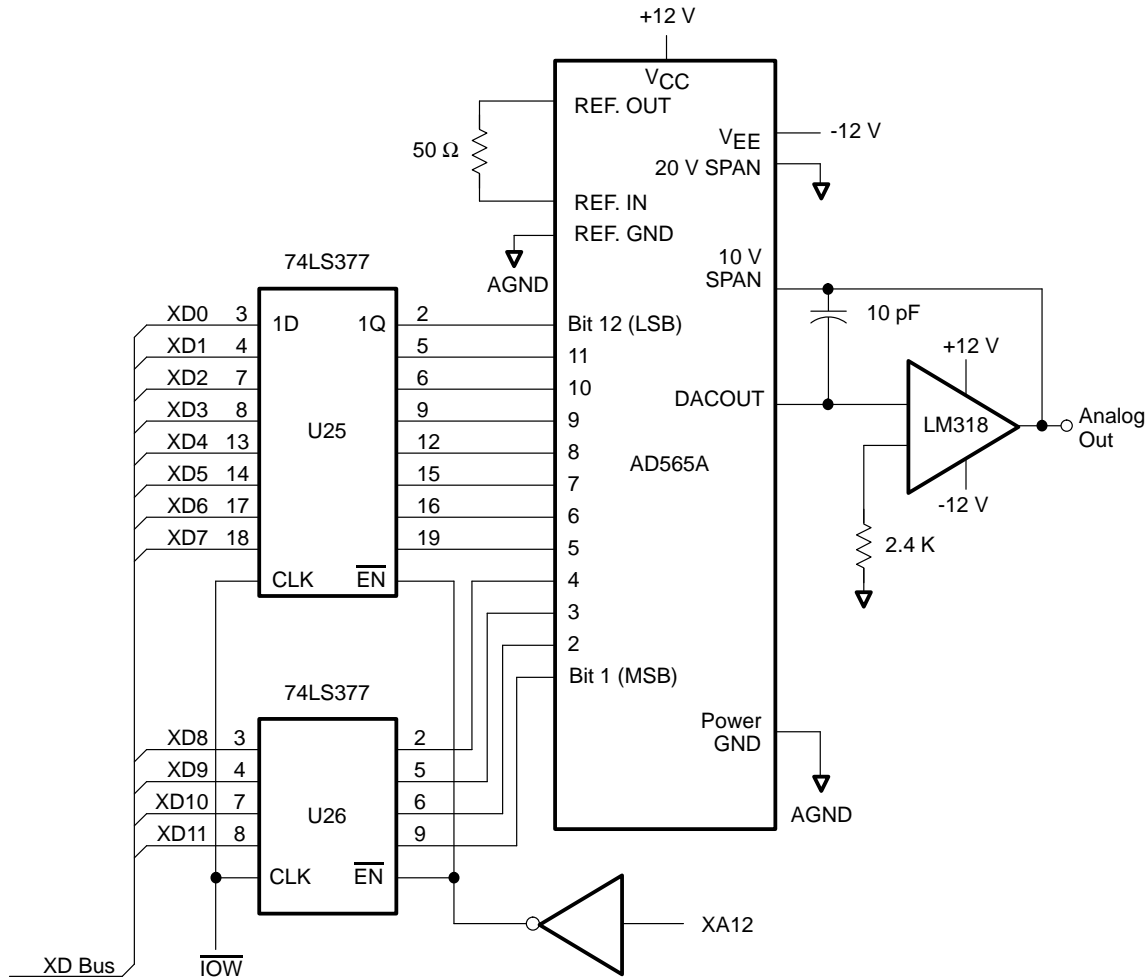 +12 V
VCC
REF. OUT
50 Ω
VEE
-12 V
20 V SPAN
REF. IN
REF. GND
AGND
10 V
SPAN
10 pF
74LS377
XD0 3 1D 1Q 2 Bit 12 (LSB)
XD1 4 5 11
XD2 7 6 10
XD3 8 9 9
XD4 13 12 8
XD5 14 15 7
XD6 17 16 6
XD7 18 19 5
U25
CLK EN
4
3
2
Bit 1 (MSB)
DACOUT
AD565A
+12 V
LM318
-12 V
Analog
Out
2.4 K
74LS377
XD8 3 2
XD9 4 5
XD10 7 6
XD11 8 9
U26
CLK EN
Power
GND
AGND
XA12
XD Bus
IOW